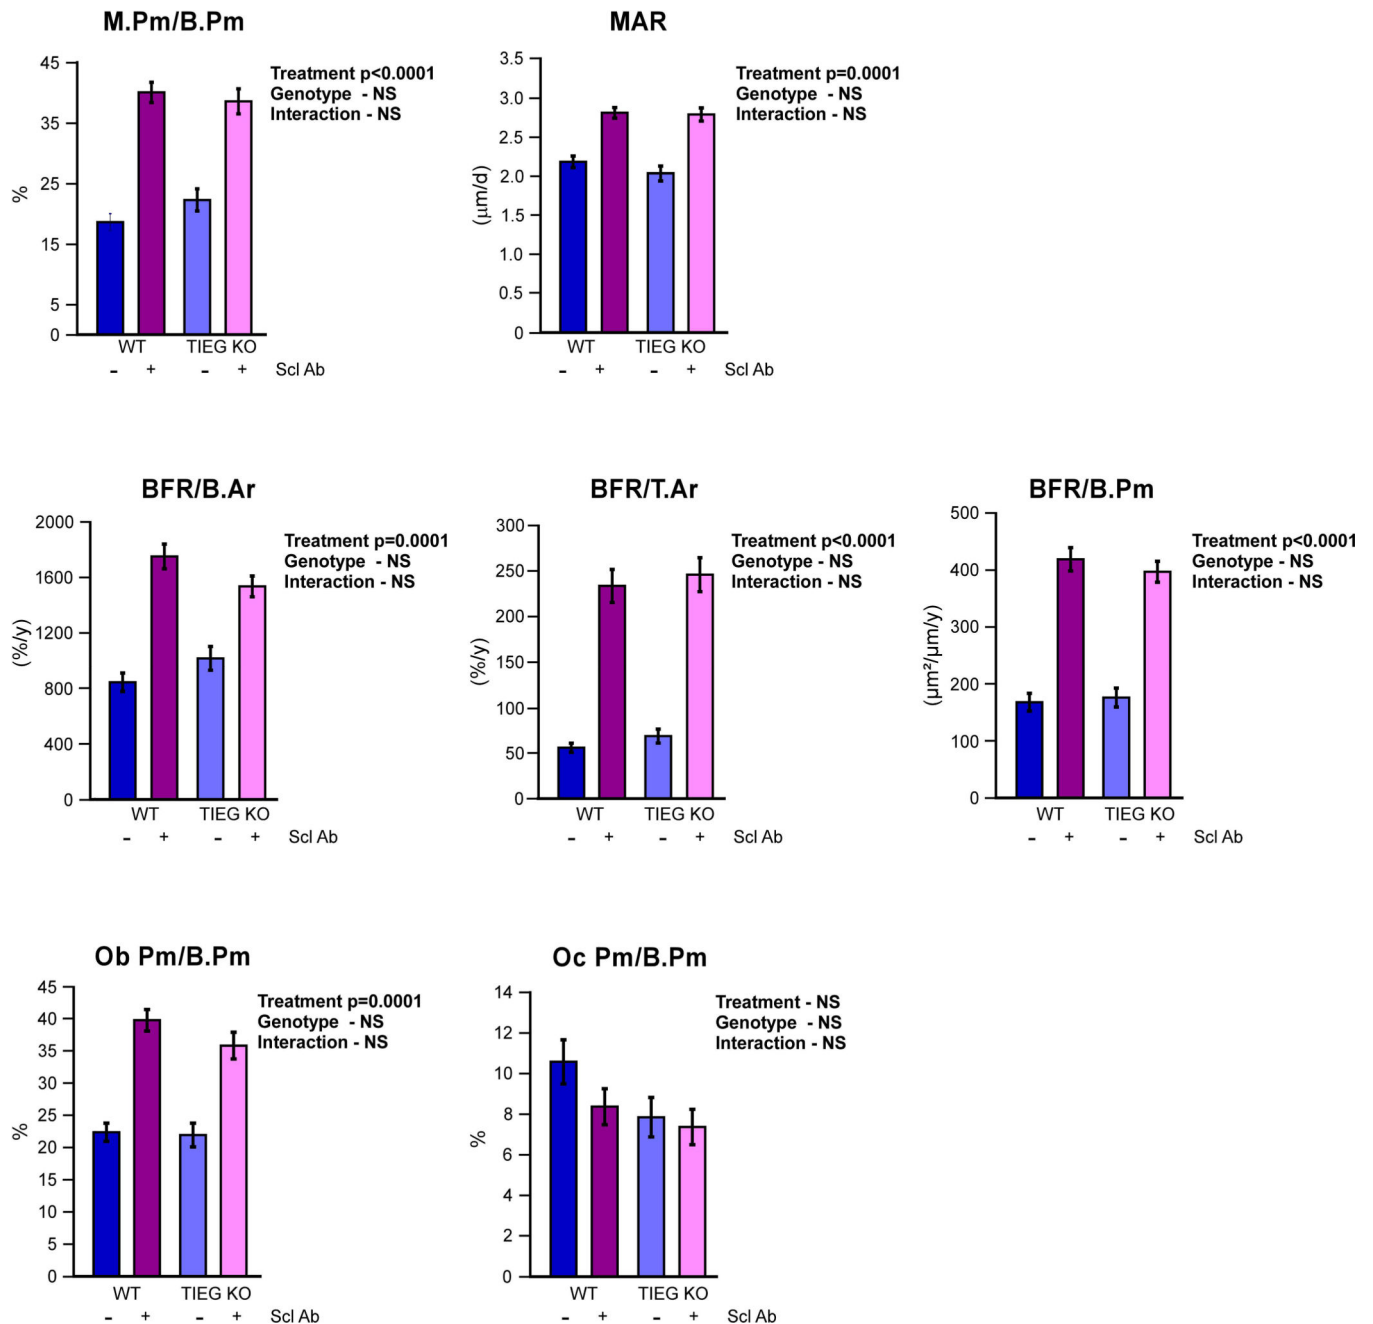 M.Pm/B.Pm
45
35
25
15
5
0
%
Treatment p<0.0001
Genotype - NS
Interaction - NS
WT TIEG KO
- + - + Scl Ab
MAR
3.5
3.0
2.5
2.0
1.5
1.0
0.5
0
(μm/d)
Treatment p=0.0001
Genotype - NS
Interaction - NS
WT TIEG KO
- + - + Scl Ab
BFR/B.Ar
2000
1600
1200
800
400
0
(%/y)
Treatment p=0.0001
Genotype - NS
Interaction - NS
WT TIEG KO
- + - + Scl Ab
BFR/T.Ar
300
250
200
150
100
50
0
(%/y)
Treatment p<0.0001
Genotype - NS
Interaction - NS
WT TIEG KO
- + - + Scl Ab
BFR/B.Pm
500
400
300
200
100
0
(μm²/μm/y)
Treatment p<0.0001
Genotype - NS
Interaction - NS
WT TIEG KO
- + - + Scl Ab
Ob Pm/B.Pm
45
40
35
30
25
20
15
10
5
0
%
Treatment p=0.0001
Genotype - NS
Interaction - NS
WT TIEG KO
- + - + Scl Ab
Oc Pm/B.Pm
14
12
10
8
6
4
2
0
%
Treatment - NS
Genotype - NS
Interaction - NS
WT TIEG KO
- + - + Scl Ab